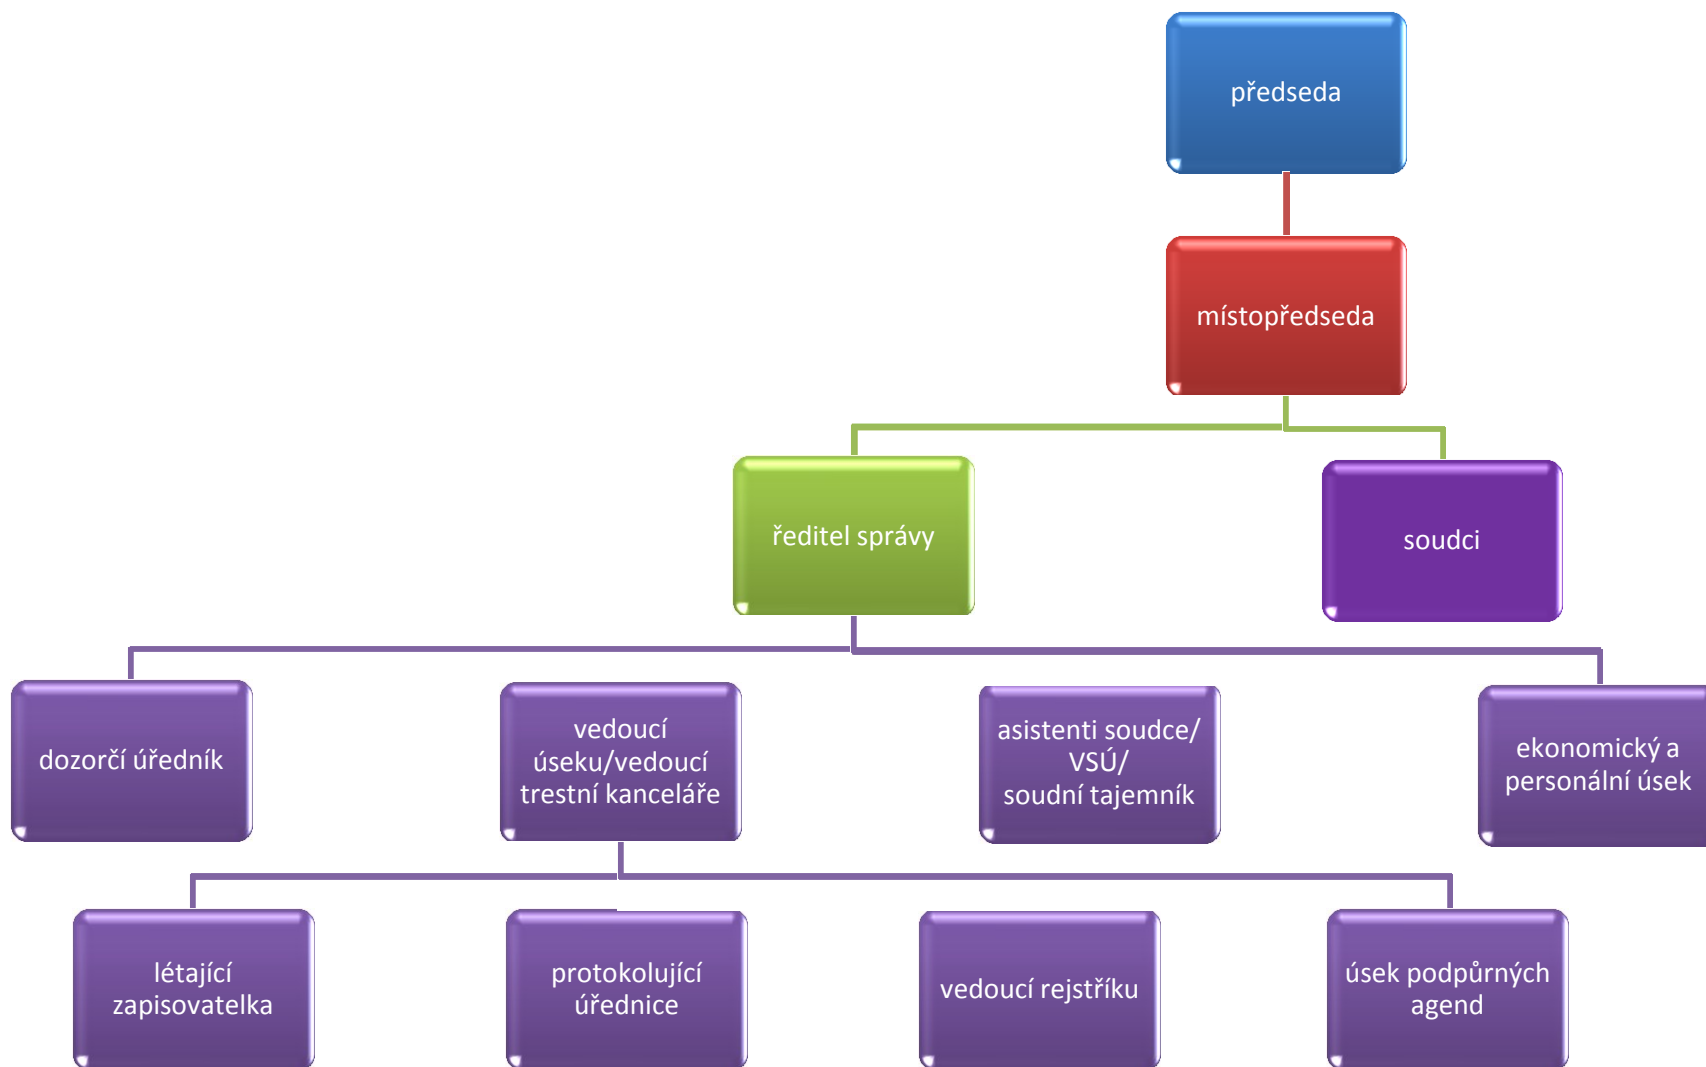 předseda
místopředseda
ředitel správy
soudci
dozorčí úředník
vedoucí
úseku/vedoucí
trestní kanceláře
asistenti soudce/
VSÚ/
soudní tajemník
ekonomický a
personální úsek
létající
zapisovatelka
protokolující
úřednice
vedoucí rejstříku
úsek podpůrných
agend